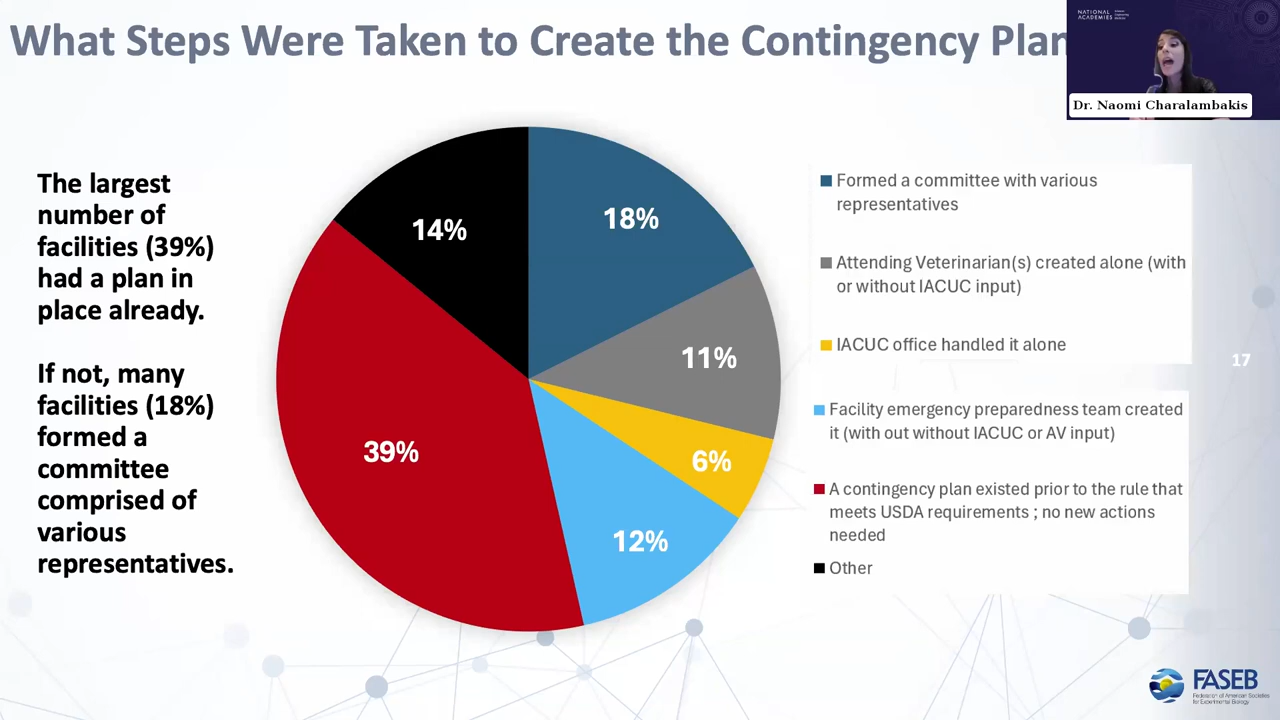 What Steps Were Taken to Create the Contingency Plan
NATIONAL
ACADEMIES
Sciences
Engineering
Medicine
Dr. Naomi Charalambakis
The largest
number of
facilities (39%)
had a plan in
place already.
If not, many
facilities (18%)
formed a
committee
comprised of
various
representatives.
14%
18%
11%
39%
6%
12%
Formed a committee with various
representatives
Attending Veterinarian(s) created alone (with
or without IACUC input)
IACUC office handled it alone
Facility emergency preparedness team created
it (with out without IACUC or AV input)
A contingency plan existed prior to the rule that
meets USDA requirements ; no new actions
needed
Other
17
FASEB
Federation of American Societies
for Experimental Biology